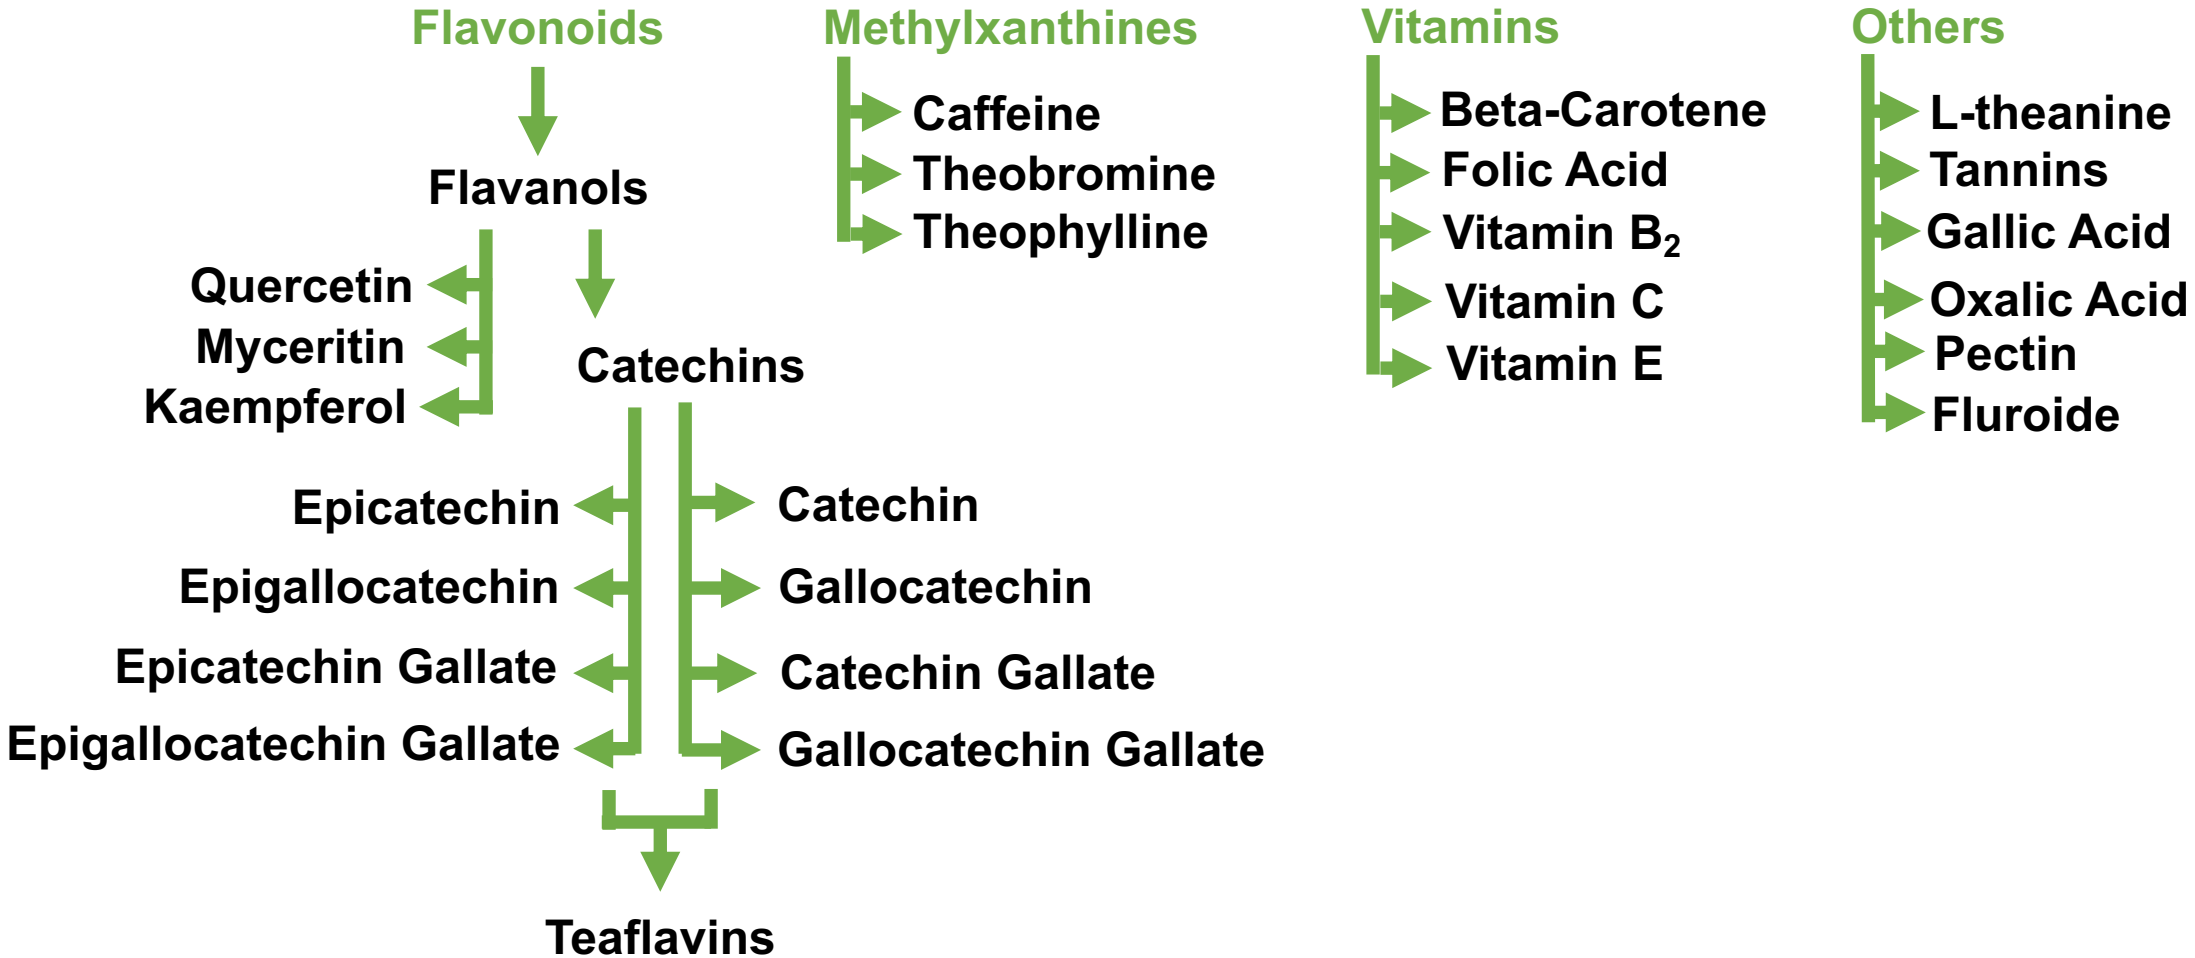 Flavonoids
Flavanols
Quercetin
Myceritin
Kaempferol
Catechins
Epicatechin
Epigallocatechin
Epicatechin Gallate
Epigallocatechin Gallate
Catechin
Gallocatechin
Catechin Gallate
Gallocatechin Gallate
Teaflavins
Methylxanthines
Caffeine
Theobromine
Theophylline
Vitamins
Beta-Carotene
Folic Acid
Vitamin B₂
Vitamin C
Vitamin E
Others
L-theanine
Tannins
Gallic Acid
Oxalic Acid
Pectin
Fluroide